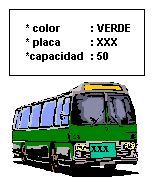 * color : VERDE
* placa : XXX
*capacidad : 50
XXX